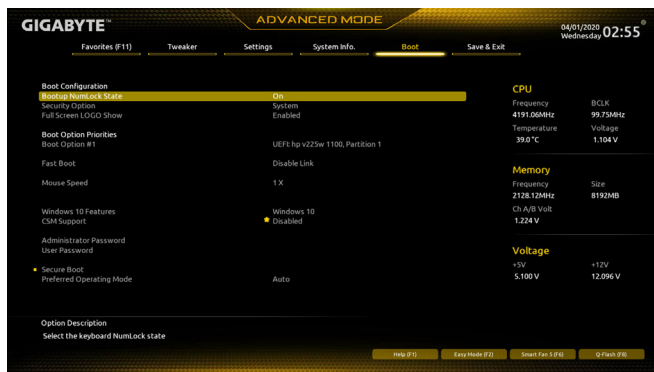 GIGABYTE™
ADVANCED MODE
04/01/2020
Wednesday 02:55
Favorites (F11) Tweaker Settings System Info. Boot Save & Exit
Boot Configuration
Bootup NumLock State On
Security Option System
Full Screen LOGO Show Enabled
Boot Option Priorities
Boot Option #1 UEFI: hp v225w 1100, Partition 1
Fast Boot Disable Link
Mouse Speed 1 X
Windows 10 Features Windows 10
CSM Support Disabled
Administrator Password
User Password
Secure Boot
Preferred Operating Mode Auto
Option Description
Select the keyboard NumLock state
CPU
Frequency BCLK
4191.06MHz 99.75MHz
Temperature Voltage
39.0 °C 1.104 V
Memory
Frequency Size
2128.12MHz 8192MB
Ch A/B Volt
1.224 V
Voltage
+5V +12V
5.100 V 12.096 V
Help (F1) Easy Mode (F2) Smart Fan 5 (F6) Q-Flash (F8)